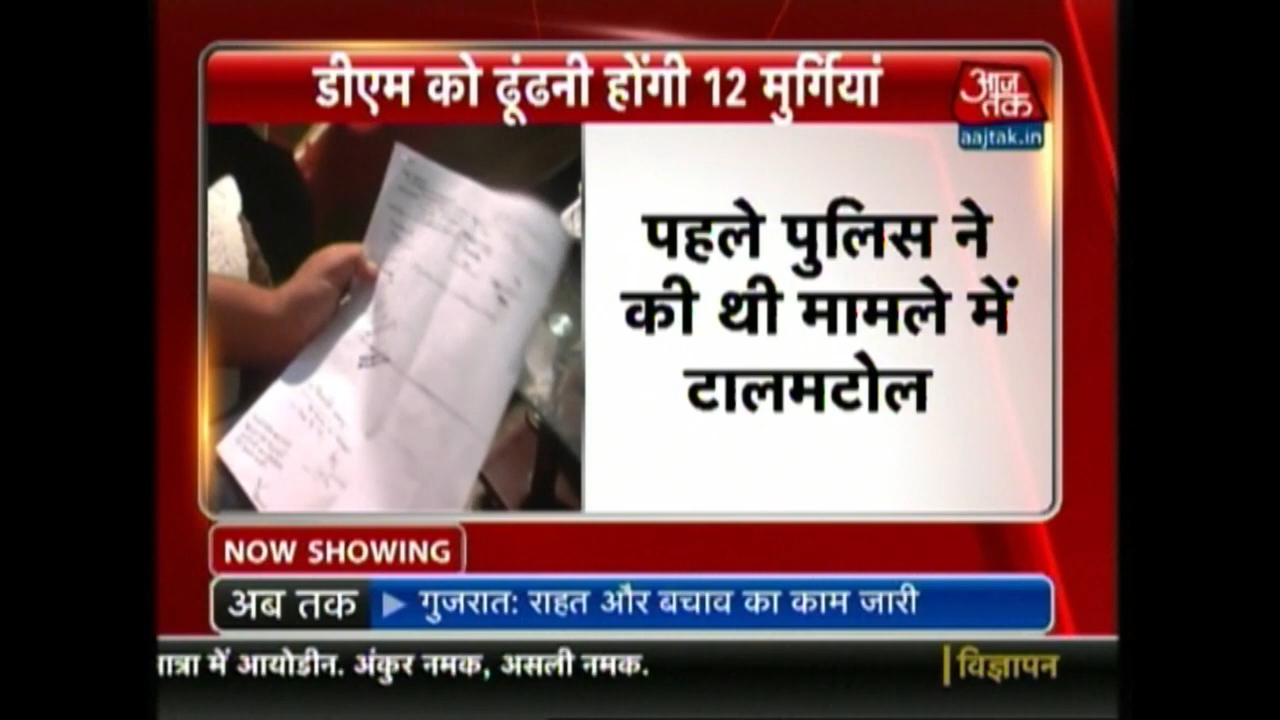 डीएम को ढूंढनी होंगी 12 मुर्गियां
आज
तक
aajtak.in
पहले पुलिस ने
की थी मामले में
टालमटोल
NOW SHOWING
अब तक गुजरात: राहत और बचाव का काम जारी
में आयोडीन. अंकुर नमक, असली नमक.
विज्ञापन